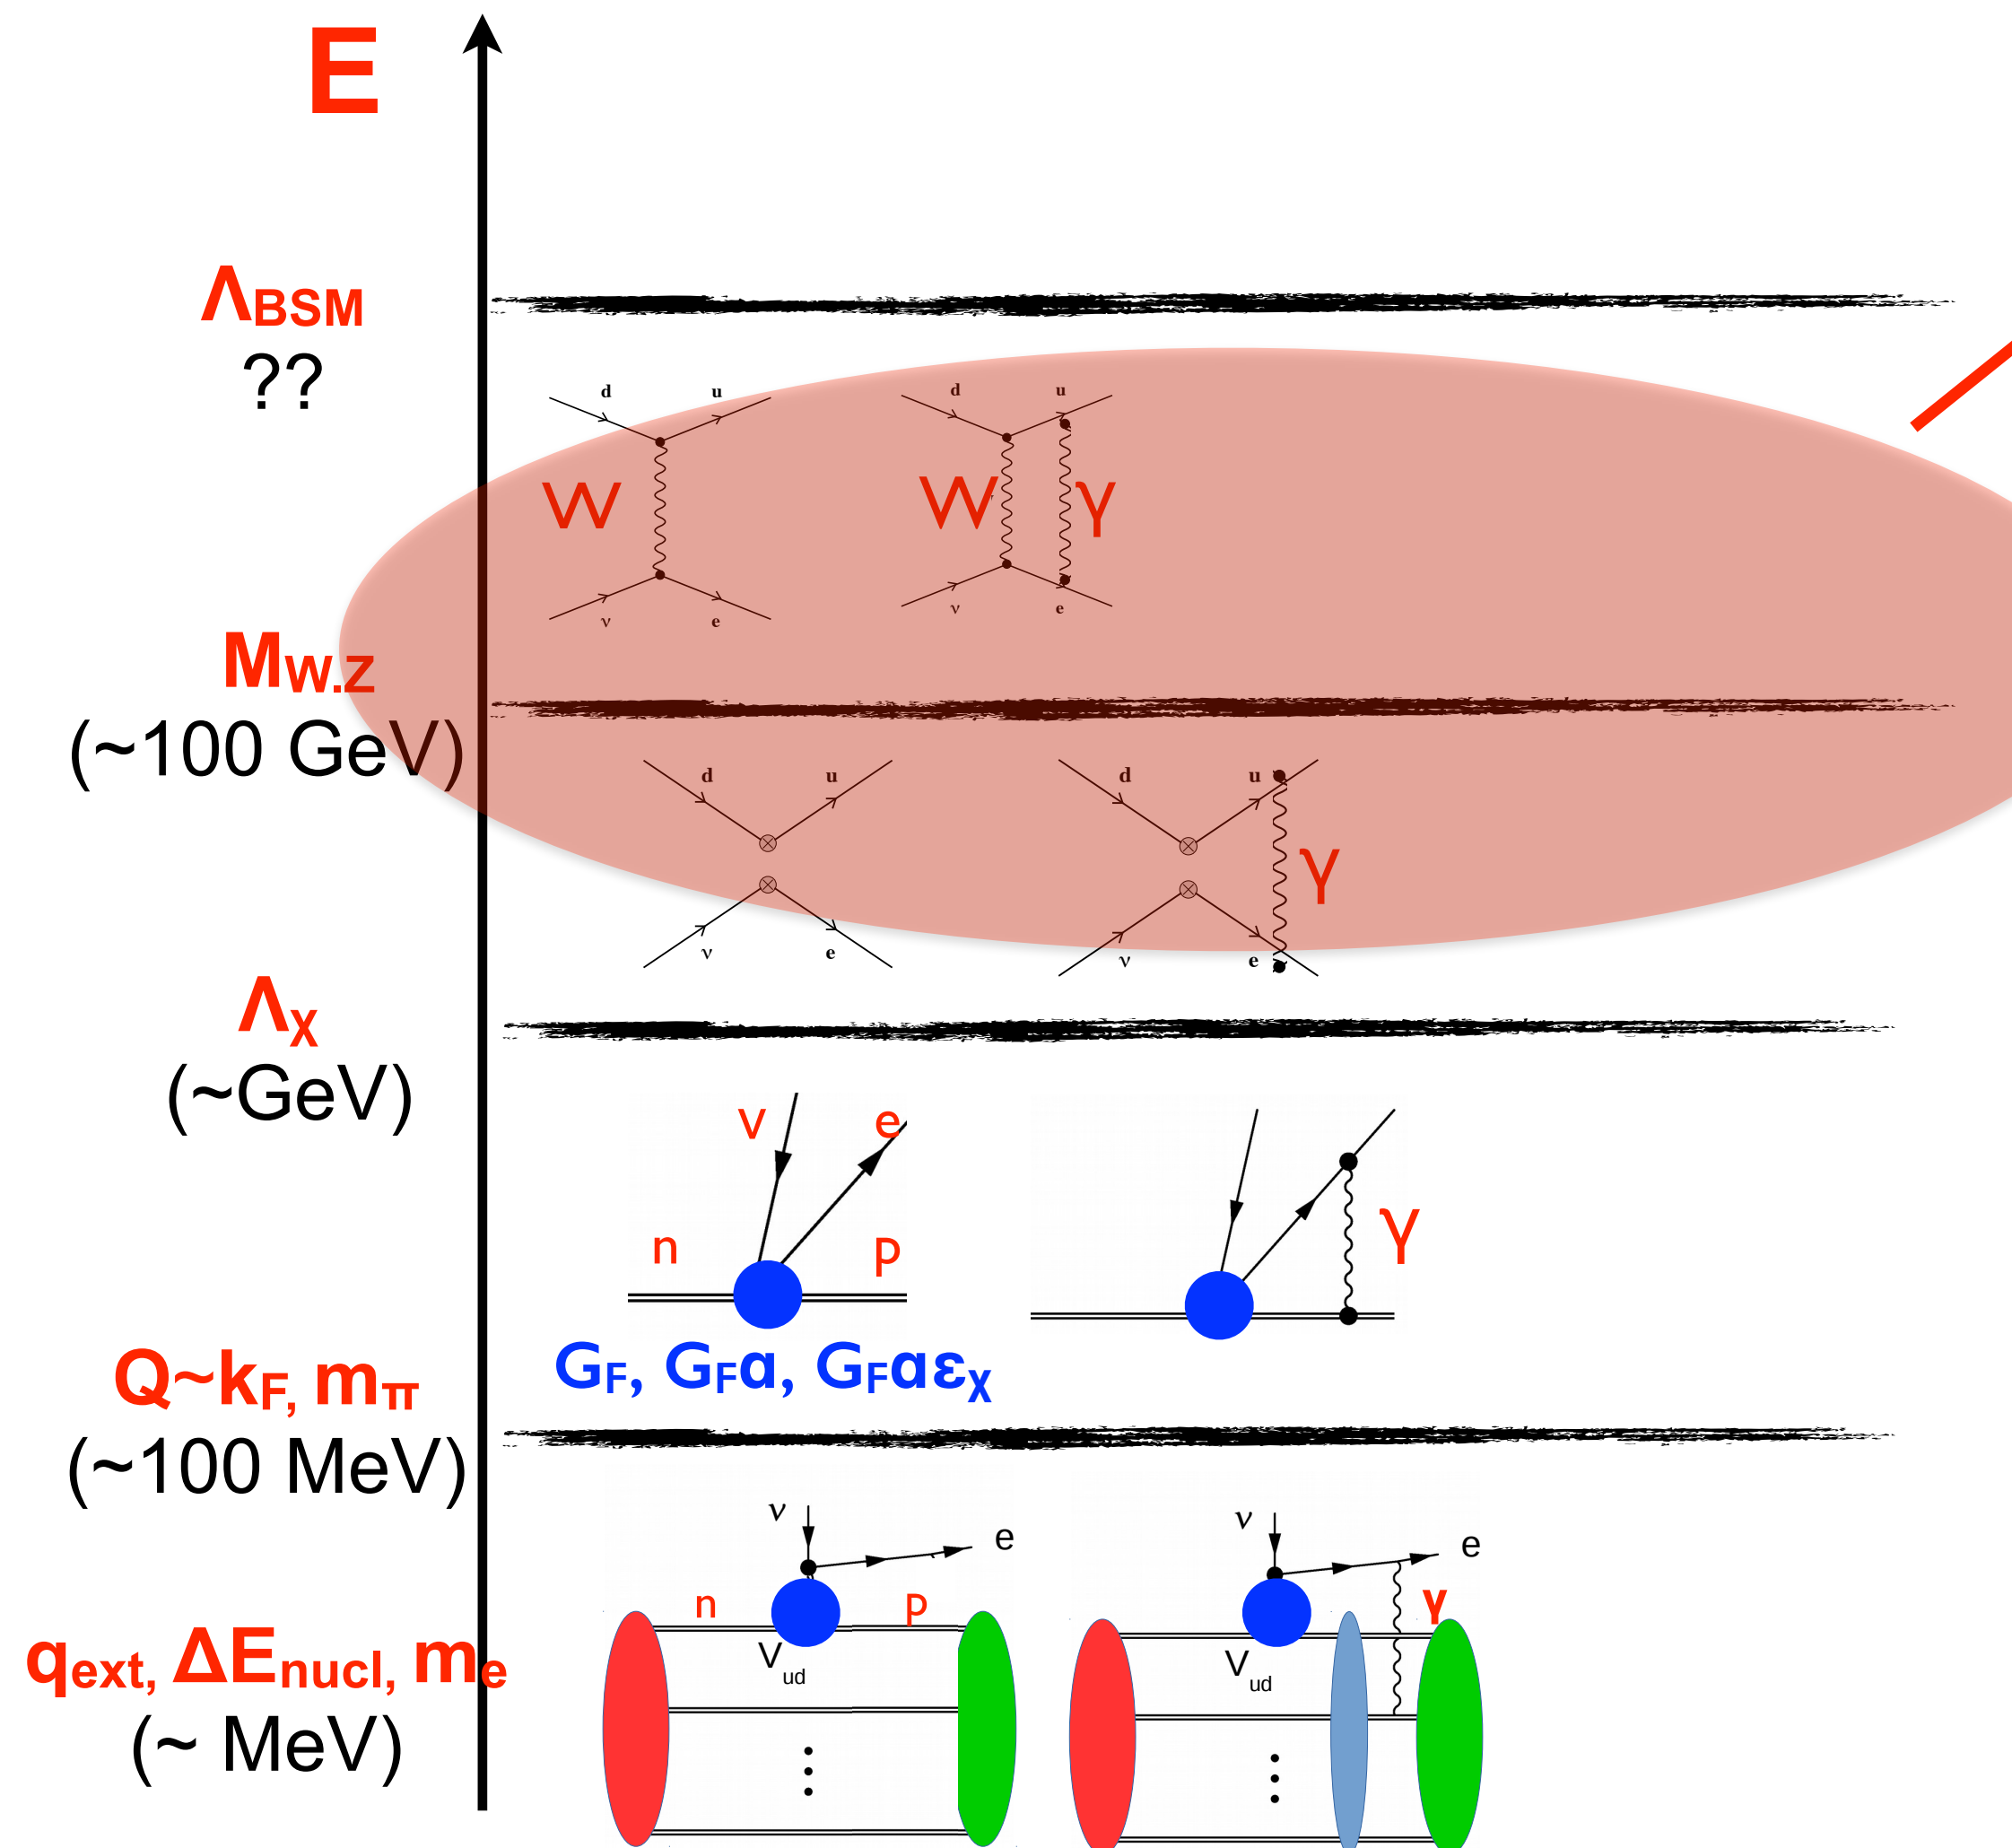 E
ΛBSM
??
d u d u
W W γ
ν e ν e
MW.Z
(~100 GeV)
d u d u
γ
ν e ν e
Λχ
(~GeV)
ν e
n p γ
Q~kF, mπ
GF, GFα, GFαεχ
(~100 MeV)
ν e ν e
n p γ
qext, ΔEnucl, me
Vud Vud
(~ MeV)